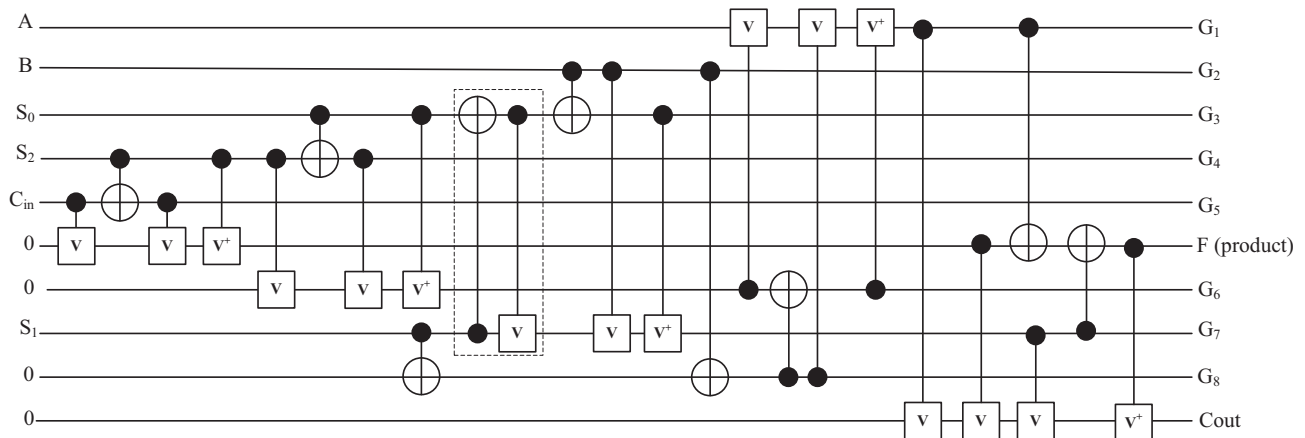 A V V V⁺ G₁
B G₂
S₀ G₃
S₂ G₄
Cᵢₙ G₅
0 V V V⁺ F (product)
0 V V V⁺ G₆
S₁ V V V⁺ G₇
0 G₈
0 V V V V⁺ Cout